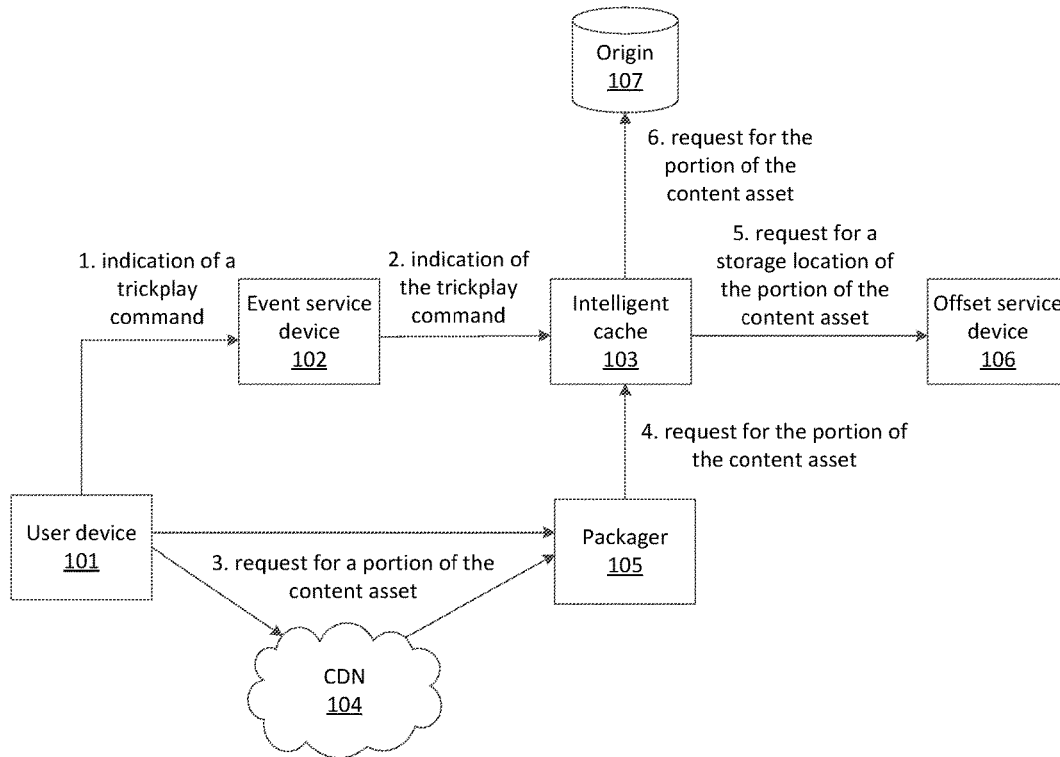 Origin
107
6. request for the
portion of the
content asset
1. indication of a
trickplay
command
2. indication of
the trickplay
command
5. request for a
storage location of
the portion of the
content asset
Event service
device
102
Intelligent
cache
103
Offset service
device
106
4. request for the portion of
the content asset
User device
101
Packager
105
3. request for a portion of the
content asset
CDN
104